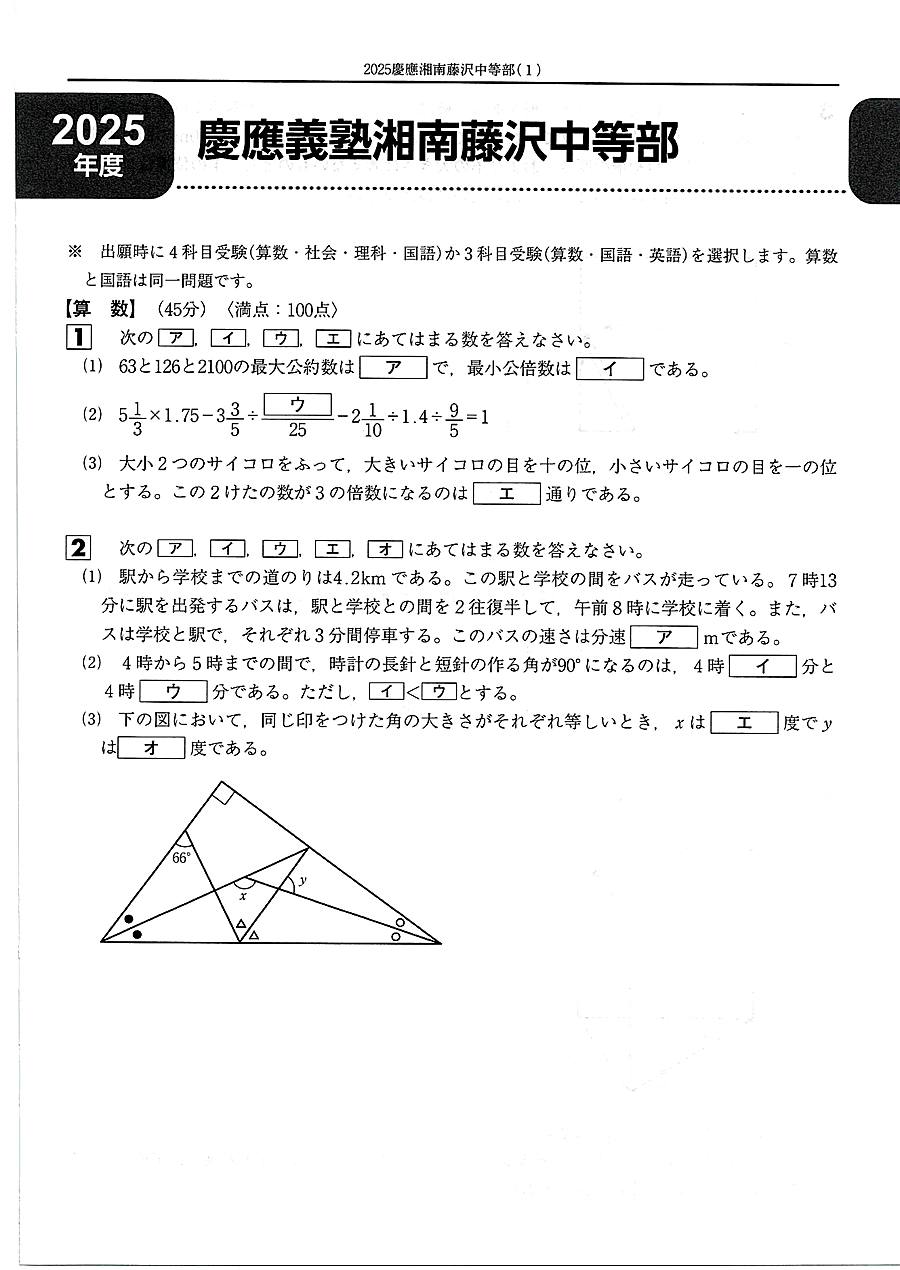 2025慶應湘南藤沢中等部(1)
2025
年度
慶應義塾湘南藤沢中等部
※ 出願時に4科目受験(算数・社会・理科・国語)か3科目受験(算数・国語・英語)を選択します。算数
と国語は同一問題です。
【算 数】(45分)〈満点:100点〉
1 次の ア, イ, ウ, エ にあてはまる数を答えなさい。
(1) 63と126と2100の最大公約数は ア で,最小公倍数は イ である。
(2) 5 1/3 × 1.75 − 3 3/5 ÷ ウ/25 − 2 1/10 ÷ 1.4 ÷ 9/5 = 1
(3) 大小2つのサイコロをふって,大きいサイコロの目を十の位,小さいサイコロの目を一の位
とする。この2けたの数が3の倍数になるのは エ 通りである。
2 次の ア, イ, ウ, エ, オ にあてはまる数を答えなさい。
(1) 駅から学校までの道のりは4.2kmである。この駅と学校の間をバスが走っている。7時13
分に駅を出発するバスは,駅と学校との間を2往復半して,午前8時に学校に着く。また,バ
スは学校と駅で,それぞれ3分間停車する。このバスの速さは分速 ア mである。
(2) 4時から5時までの間で,時計の長針と短針の作る角が90°になるのは,4時 イ 分と
4時 ウ 分である。ただし, イ < ウ とする。
(3) 下の図において,同じ印をつけた角の大きさがそれぞれ等しいとき,xは エ 度でy
は オ 度である。
66°
x
y